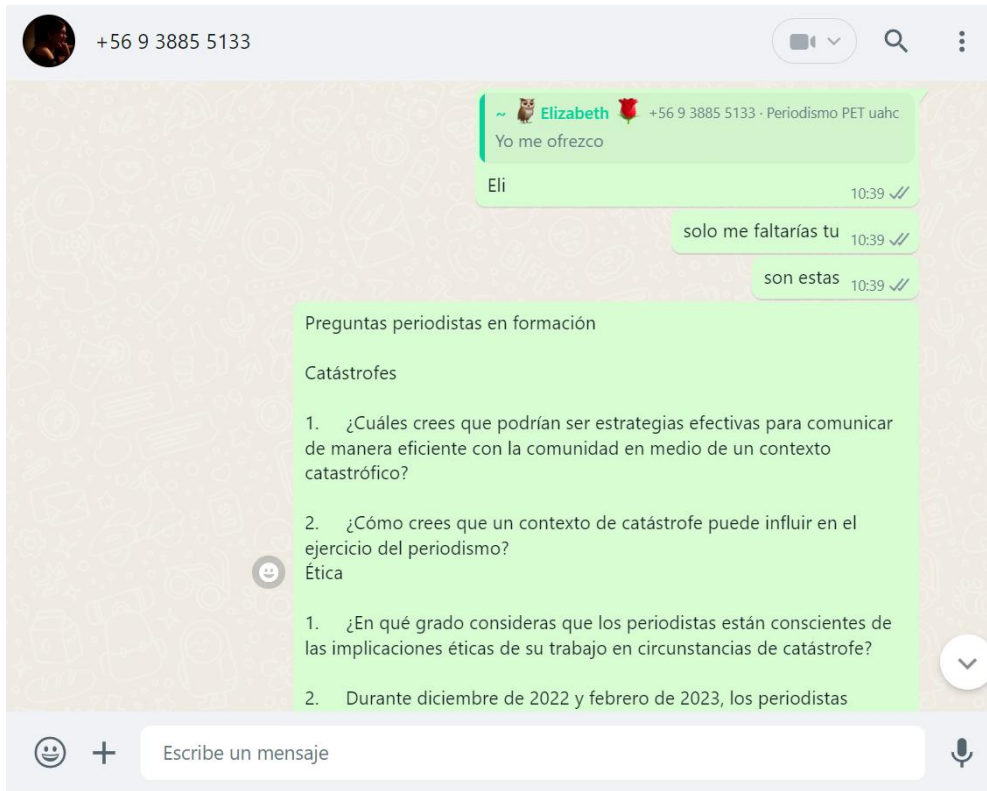 +56 9 3885 5133
~ 🦉 Elizabeth 🌹 +56 9 3885 5133 · Periodismo PET uahc
Yo me ofrezco
Eli
10:39
solo me faltarías tu 10:39
son estas 10:39
Preguntas periodistas en formación
Catástrofes
1. ¿Cuáles crees que podrían ser estrategias efectivas para comunicar
de manera eficiente con la comunidad en medio de un contexto
catastrófico?
2. ¿Cómo crees que un contexto de catástrofe puede influir en el
ejercicio del periodismo?
Ética
1. ¿En qué grado consideras que los periodistas están conscientes de
las implicaciones éticas de su trabajo en circunstancias de catástrofe?
2. Durante diciembre de 2022 y febrero de 2023, los periodistas
Escribe un mensaje